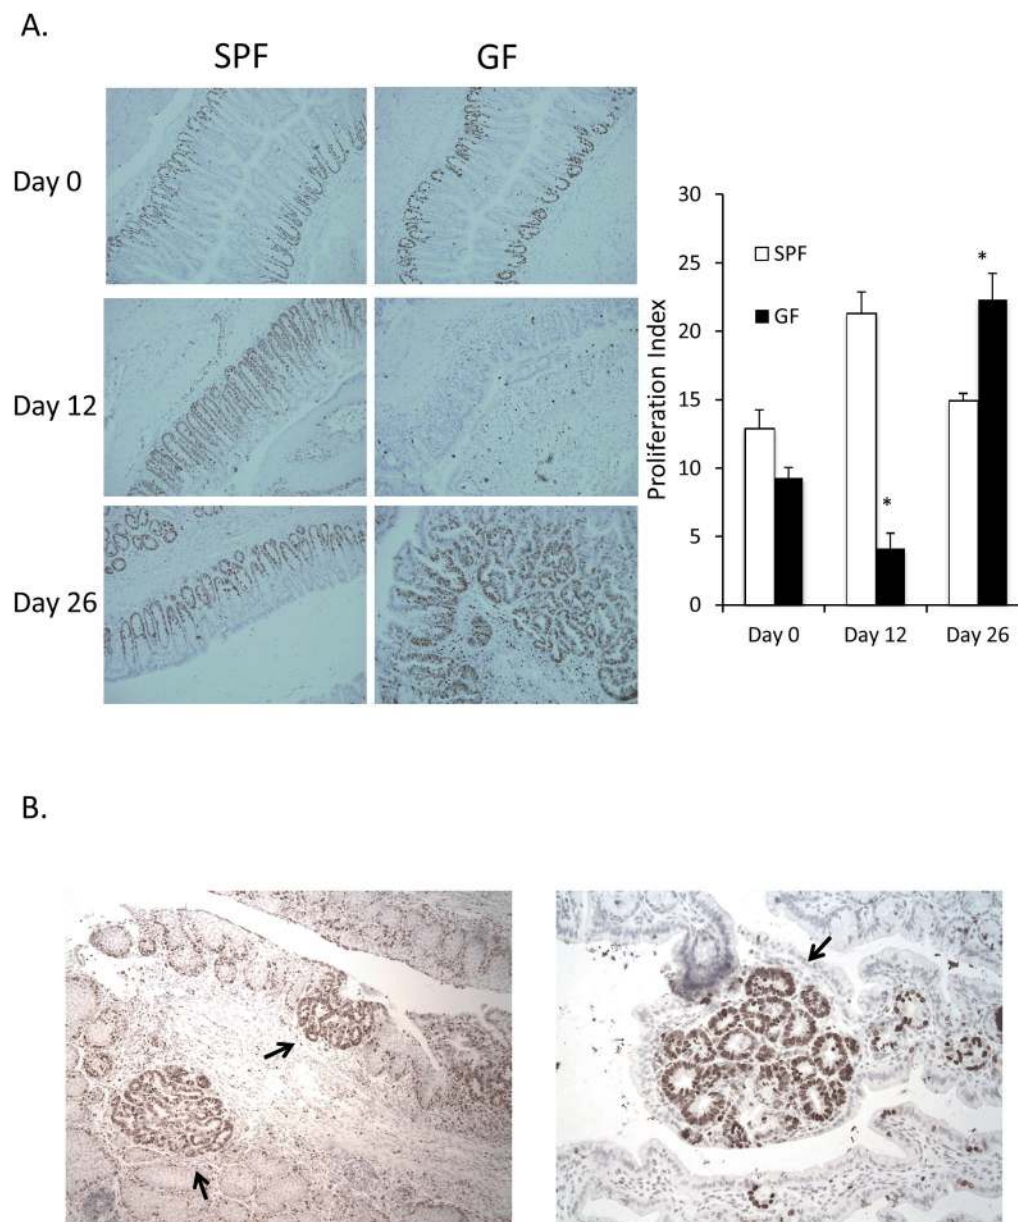 A.
SPF GF
Day 0
Day 12
Day 26
30
25
20
15
10
5
0
Proliferation Index
SPF
GF
*
*
Day 0 Day 12 Day 26
B.